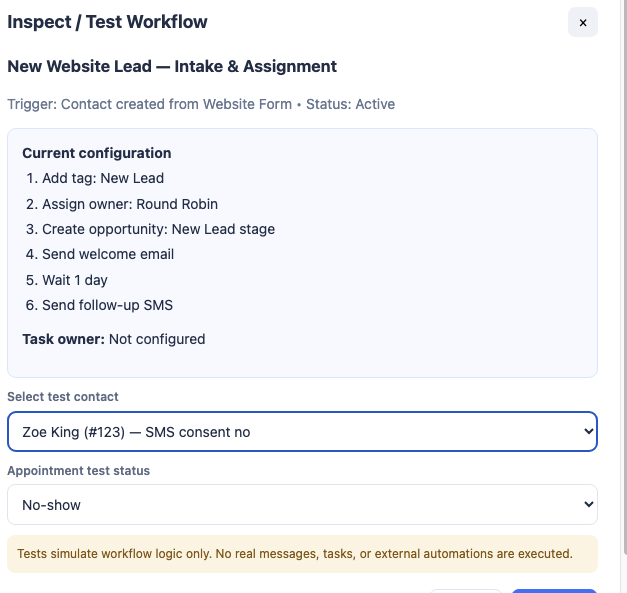 Inspect / Test Workflow
×
New Website Lead — Intake & Assignment
Trigger: Contact created from Website Form • Status: Active
Current configuration
1. Add tag: New Lead
2. Assign owner: Round Robin
3. Create opportunity: New Lead stage
4. Send welcome email
5. Wait 1 day
6. Send follow-up SMS
Task owner: Not configured
Select test contact
Zoe King (#123) — SMS consent no
Appointment test status
No-show
Tests simulate workflow logic only. No real messages, tasks, or external automations are executed.